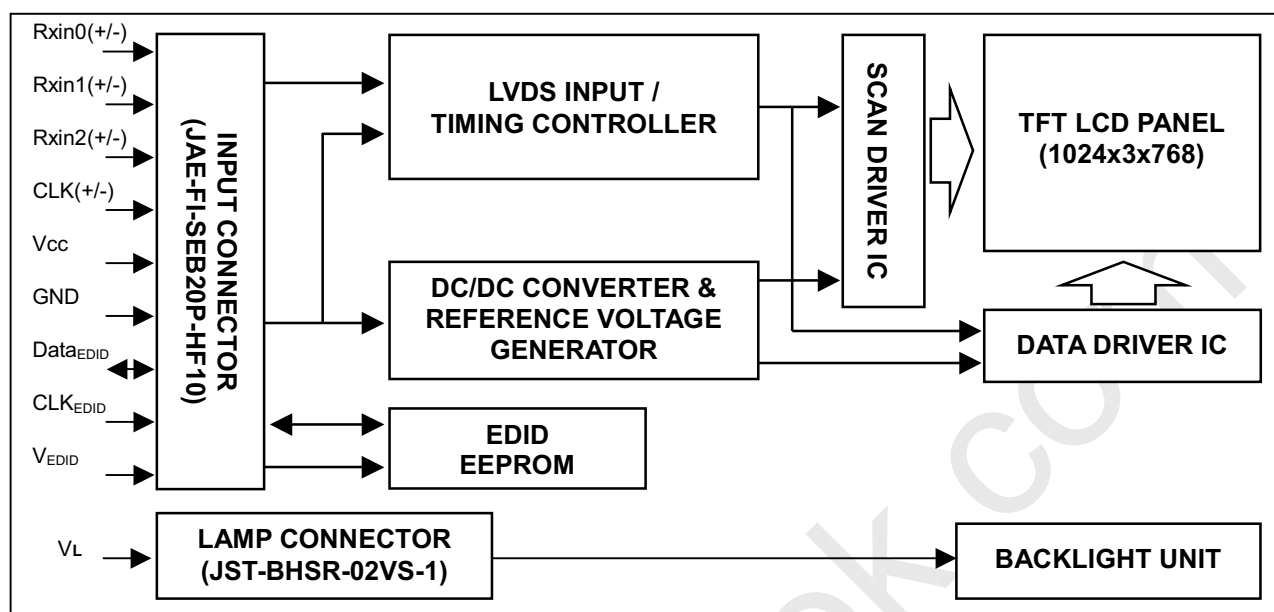 Rxin0(+/-)
Rxin1(+/-)
Rxin2(+/-)
CLK(+/-)
Vcc
GND
DataEDID
CLKEDID
VEDID
VL
INPUT CONNECTOR
(JAE-FI-SEB20P-HF10)
LVDS INPUT /
TIMING CONTROLLER
DC/DC CONVERTER &
REFERENCE VOLTAGE
GENERATOR
EDID
EEPROM
SCAN DRIVER IC
TFT LCD PANEL
(1024x3x768)
DATA DRIVER IC
LAMP CONNECTOR
(JST-BHSR-02VS-1)
BACKLIGHT UNIT